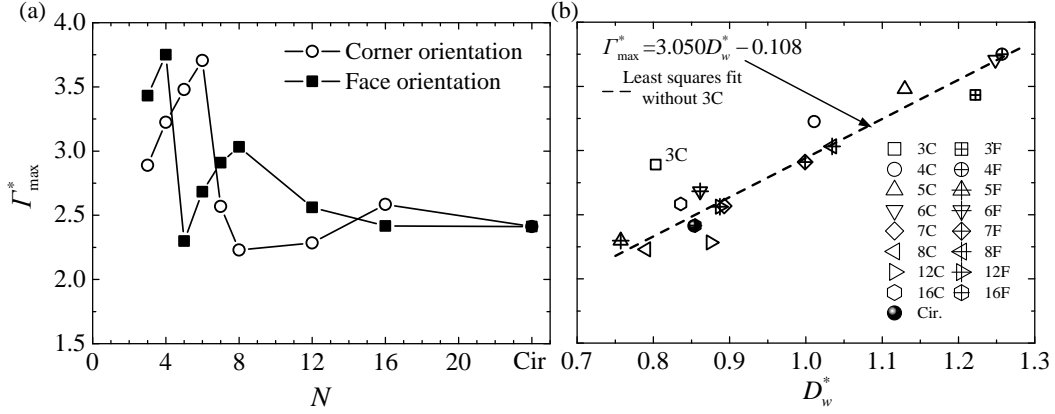 (a)
4.0
3.5
3.0
2.5
2.0
1.5
Γ*max
Corner orientation
Face orientation
0 4 8 12 16 20 Cir
N
(b)
Γ*max=3.050D*w−0.108
Least squares fit
without 3C
3C
3C 3F
4C 4F
5C 5F
6C 6F
7C 7F
8C 8F
12C 12F
16C 16F
Cir.
0.7 0.8 0.9 1.0 1.1 1.2 1.3
D*w